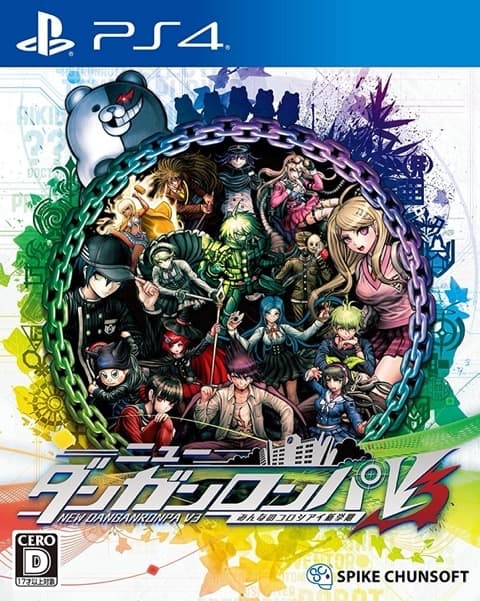 PS4
ニュー
ダンガンロンパV3
NEW DANGANRONPA V3
みんなのコロシアイ新学期
CERO
D
17才以上対象
SPIKE CHUNSOFT